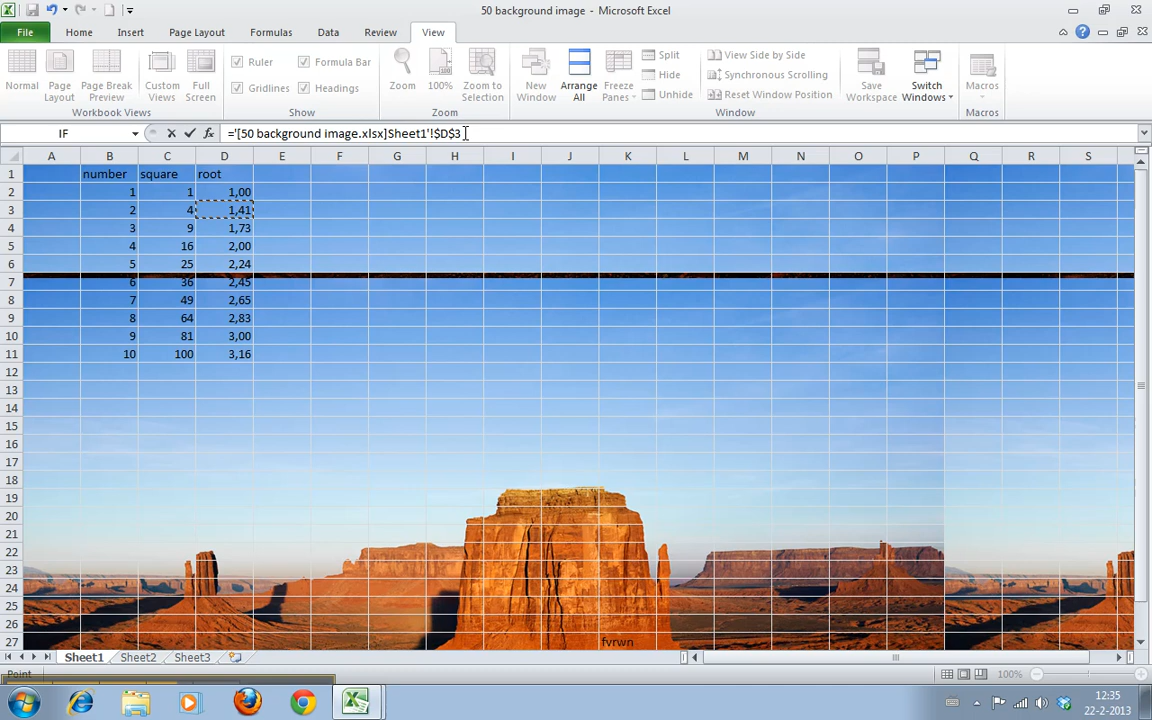 50 background image - Microsoft Excel
File Home Insert Page Layout Formulas Data Review View
Normal Page Layout Page Break Preview Custom Views Full Screen
Ruler Formula Bar
Gridlines Headings
Zoom 100% Zoom to Selection
New Window Arrange All Freeze Panes
Split
Hide
Unhide
View Side by Side
Synchronous Scrolling
Reset Window Position
Save Workspace Switch Windows Macros
Workbook Views Show Zoom Window Macros
IF fx ='[50 background image.xlsx]Sheet1'!$D$3
A B C D E F G H I J K L M N O P Q R S
1 number square root
2 1 1 1,00
3 2 4 1,41
4 3 9 1,73
5 4 16 2,00
6 5 25 2,24
7 6 36 2,45
8 7 49 2,65
9 8 64 2,83
10 9 81 3,00
11 10 100 3,16
12
13
14
15
16
17
18
19
20
21
22
23
24
25
26
27 fvrwn
Sheet1 Sheet2 Sheet3
Point 100%
12:35
22-2-2013